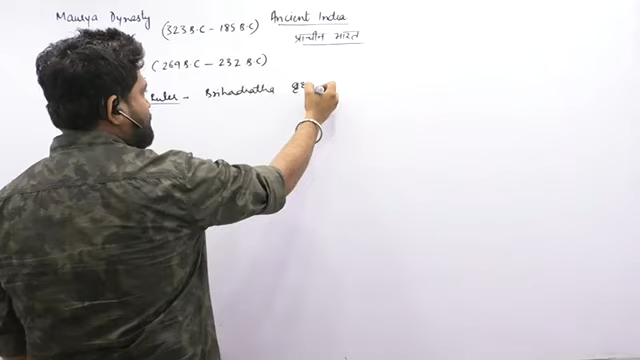 Maurya Dynasty (323 B.C - 185 B.C) Ancient India
प्राचीन भारत
(269 B.C - 232 B.C)
Ruler - Brihadratha बृह